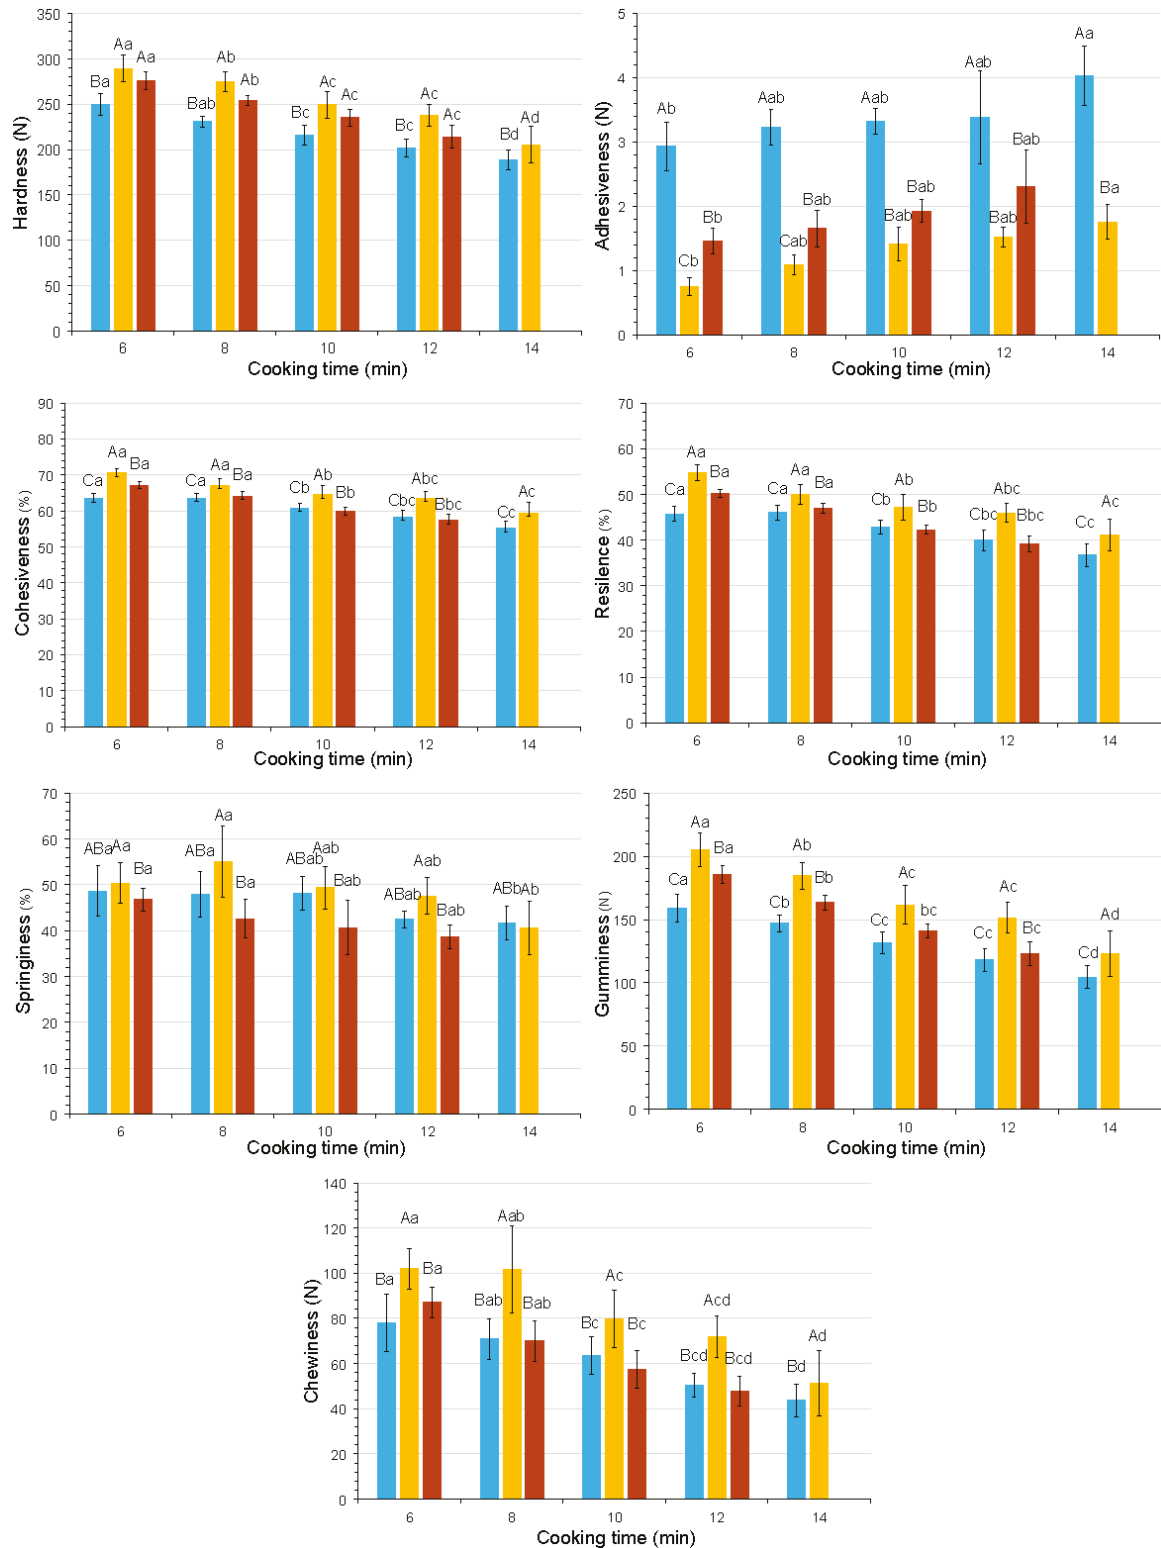 350
300
250
200
150
100
50
0
Hardness (N)
Ba Aa Aa
Bab Ab Ab
Bc Ac Ac
Bc Ac Ac
Bd Ad
6 8 10 12 14
Cooking time (min)
5
4
3
2
1
0
Adhesiveness (N)
Ab Cb Bb
Aab Cab Bab
Aab Bab Bab
Aab Bab Bab
Aa Ba
6 8 10 12 14
Cooking time (min)
90
80
70
60
50
40
30
20
10
0
Cohesiveness (%)
Ca Aa Ba
Ca Aa Ba
Cb Ab Bb
Cbc Abc Bbc
Cc Ac
6 8 10 12 14
Cooking time (min)
70
60
50
40
30
20
10
0
Resilence (%)
Ca Aa Ba
Ca Aa Ba
Cb Ab Bb
Cbc Abc Bbc
Cc Ac
6 8 10 12 14
Cooking time (min)
70
60
50
40
30
20
10
0
Springiness (%)
ABa Aa Ba
ABa Aa Ba
ABab Aab Bab
ABab Aab Bab
ABb Ab
6 8 10 12 14
Cooking time (min)
250
200
150
100
50
0
Gumminess (N)
Ca Aa Ba
Cb Ab Bb
Cc Ac bc
Cc Ac Bc
Cd Ad
6 8 10 12 14
Cooking time (min)
140
120
100
80
60
40
20
0
Chewiness (N)
Ba Aa Ba
Bab Aab Bab
Bc Ac Bc
Bcd Acd Bcd
Bd Ad
6 8 10 12 14
Cooking time (min)